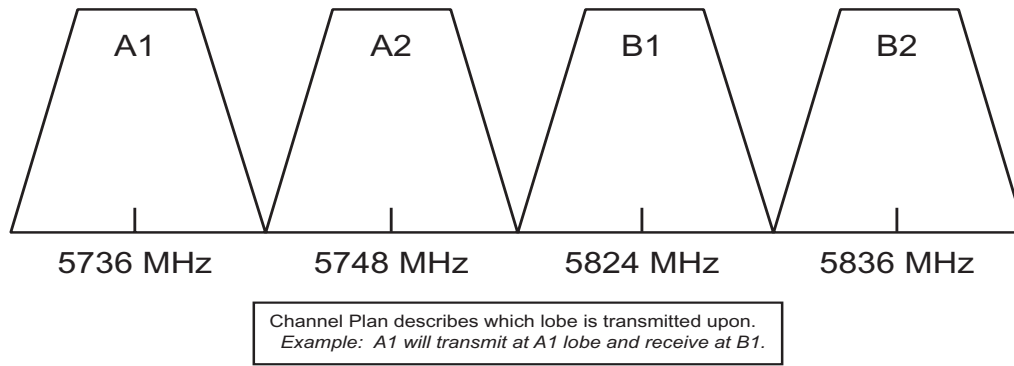 A1 A2 B1 B2
5736 MHz 5748 MHz 5824 MHz 5836 MHz
Channel Plan describes which lobe is transmitted upon.
Example: A1 will transmit at A1 lobe and receive at B1.